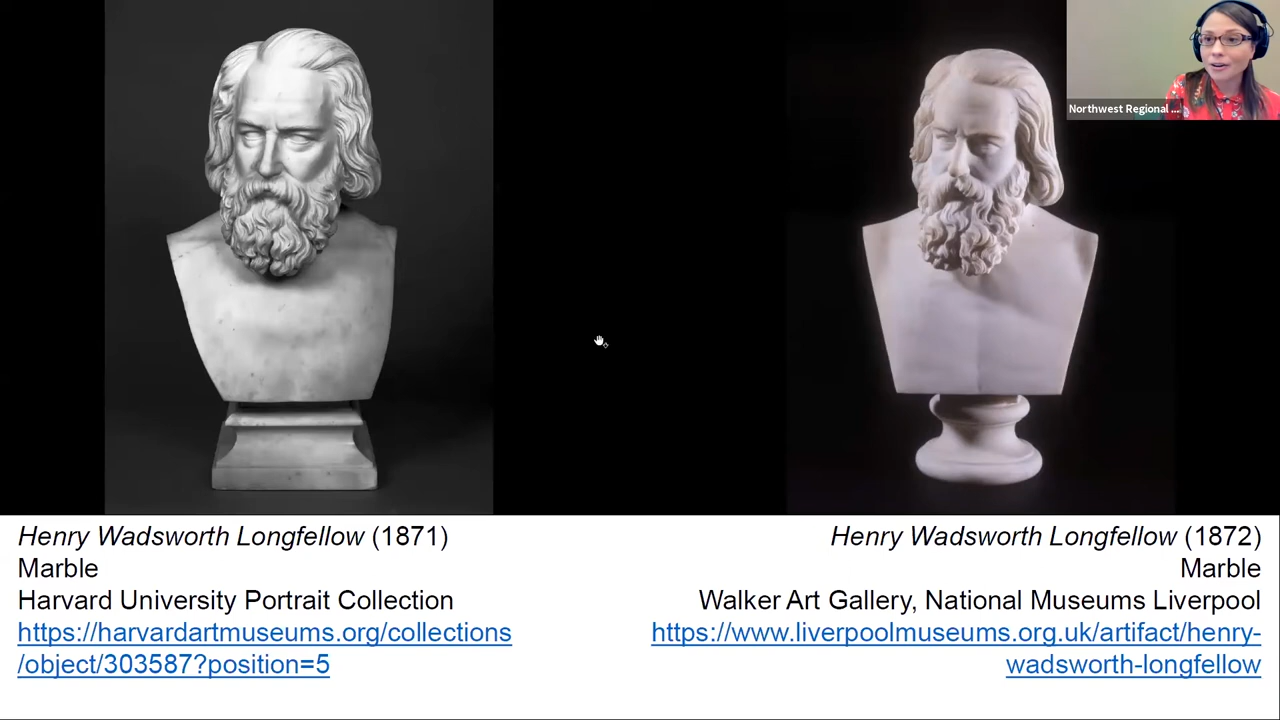 Northwest Regional ...
Henry Wadsworth Longfellow (1871)
Marble
Harvard University Portrait Collection
https://harvardartmuseums.org/collections
/object/303587?position=5
Henry Wadsworth Longfellow (1872)
Marble
Walker Art Gallery, National Museums Liverpool
https://www.liverpoolmuseums.org.uk/artifact/henry-
wadsworth-longfellow